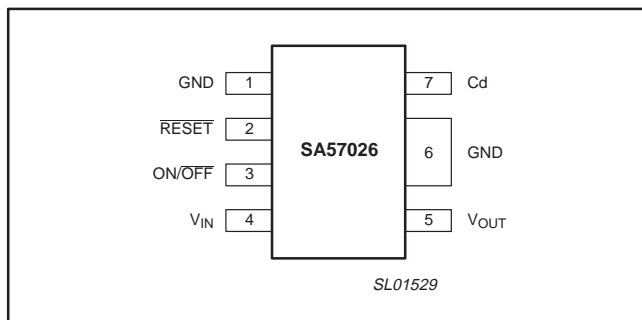 GND 1
RESET 2
ON/OFF 3
VIN 4
SA57026
7 Cd
6 GND
5 VOUT
SL01529